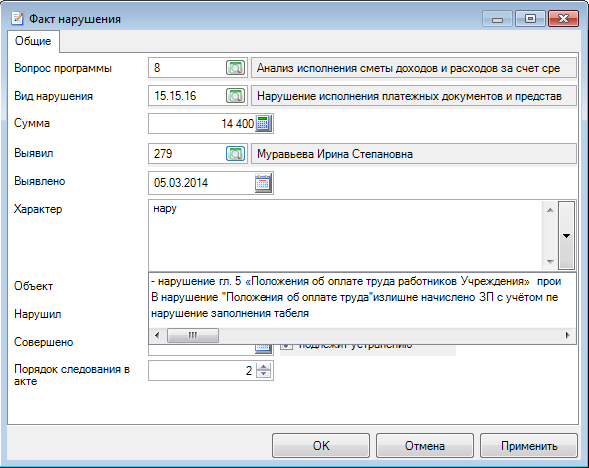 Факт нарушения
Общие
Вопрос программы 8 Анализ исполнения сметы доходов и расходов за счет сре
Вид нарушения 15.15.16 Нарушение исполнения платежных документов и представ
Сумма 14 400
Выявил 279 Муравьева Ирина Степановна
Выявлено 05.03.2014
Характер нару
Объект - нарушение гл. 5 «Положения об оплате труда работников Учреждения» прои
В нарушение "Положения об оплате труда"излишне начислено ЗП с учётом пе
Нарушил нарушение заполнения табеля
Совершено подлежит устранению
Порядок следования в 2
акте
OK Отмена Применить